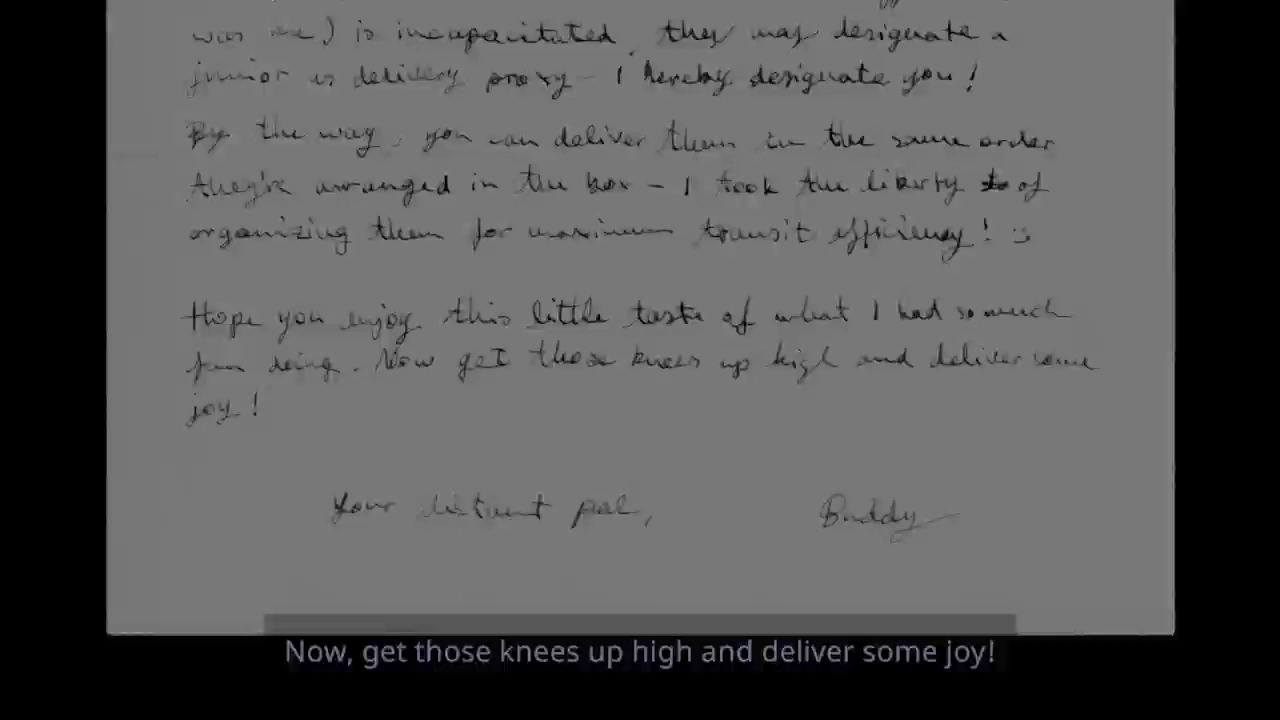 was me) is incapacitated, they may designate a
junior as delivery proxy – I hereby designate you!
By the way, you can deliver them in the same order
they're arranged in the box – I took the liberty to of
organizing them for maximum transit efficiency! :)
Hope you enjoy this little taste of what I had so much
fun doing. Now get those knees up high and deliver some
joy!
Your distant pal, Buddy
Now, get those knees up high and deliver some joy!